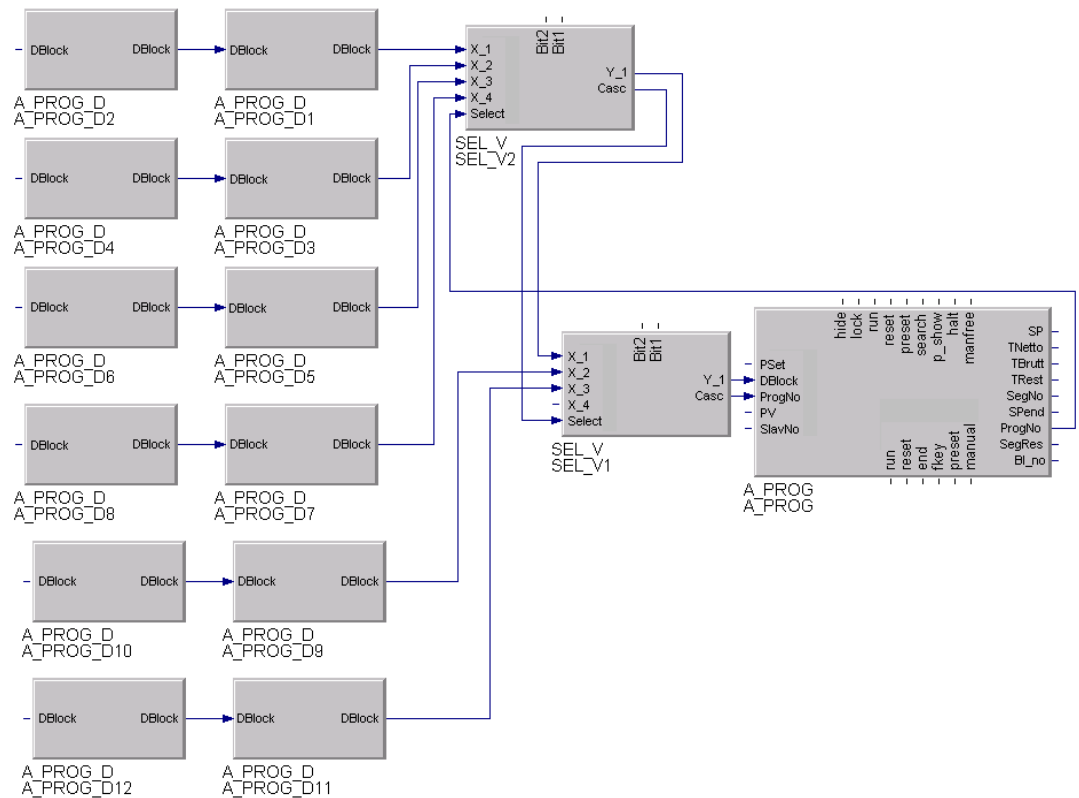 DBlock DBlock
A_PROG_D
A_PROG_D2
DBlock DBlock
A_PROG_D
A_PROG_D1
Bit2
Bit1
X_1
X_2
X_3
X_4
Select
Y_1
Casc
SEL_V
SEL_V2
DBlock DBlock
A_PROG_D
A_PROG_D4
DBlock DBlock
A_PROG_D
A_PROG_D3
DBlock DBlock
A_PROG_D
A_PROG_D6
DBlock DBlock
A_PROG_D
A_PROG_D5
Bit2
Bit1
X_1
X_2
X_3
X_4
Select
Y_1
Casc
SEL_V
SEL_V1
hide
lock
run
reset
preset
search
p_show
halt
manfree
PSet
DBlock
ProgNo
PV
SlavNo
SP
TNetto
TBrutt
TRest
SegNo
SPend
ProgNo
SegRes
Bl_no
run
reset
end
fkey
preset
manual
A_PROG
A_PROG
DBlock DBlock
A_PROG_D
A_PROG_D8
DBlock DBlock
A_PROG_D
A_PROG_D7
DBlock DBlock
A_PROG_D
A_PROG_D10
DBlock DBlock
A_PROG_D
A_PROG_D9
DBlock DBlock
A_PROG_D
A_PROG_D12
DBlock DBlock
A_PROG_D
A_PROG_D11